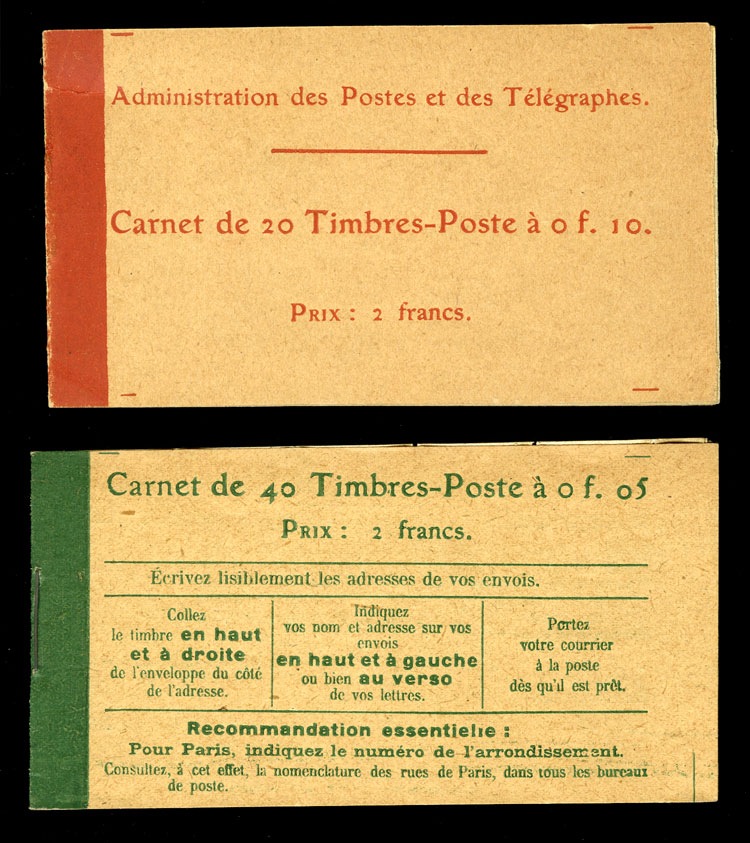 Administration des Postes et des Télégraphes.
Carnet de 20 Timbres-Poste à 0 f. 10.
PRIX : 2 francs.
Carnet de 40 Timbres-Poste à 0 f. 05
PRIX : 2 francs.
Écrivez lisiblement les adresses de vos envois.
Collez
le timbre en haut
et à droite
de l'enveloppe du côté
de l'adresse.
Indiquez
vos nom et adresse sur vos
envois
en haut et à gauche
ou bien au verso
de vos lettres.
Portez
votre courrier
à la poste
dès qu'il est prêt.
Recommandation essentielle :
Pour Paris, indiquez le numéro de l'arrondissement.
Consultez, à cet effet, la nomenclature des rues de Paris, dans tous les bureaux
de poste.